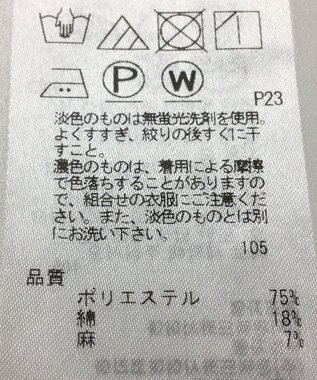 P W P23
淡色のものは無蛍光洗剤を使用。
よくすすぎ、絞りの後すぐに干
すこと。
濃色のものは、着用による摩擦
で色落ちすることがありますの
で、組合せの衣服にご注意くだ
さい。また、淡色のものとは別
にお洗い下さい。
105
品質
ポリエステル 75%
綿 18%
麻 7%